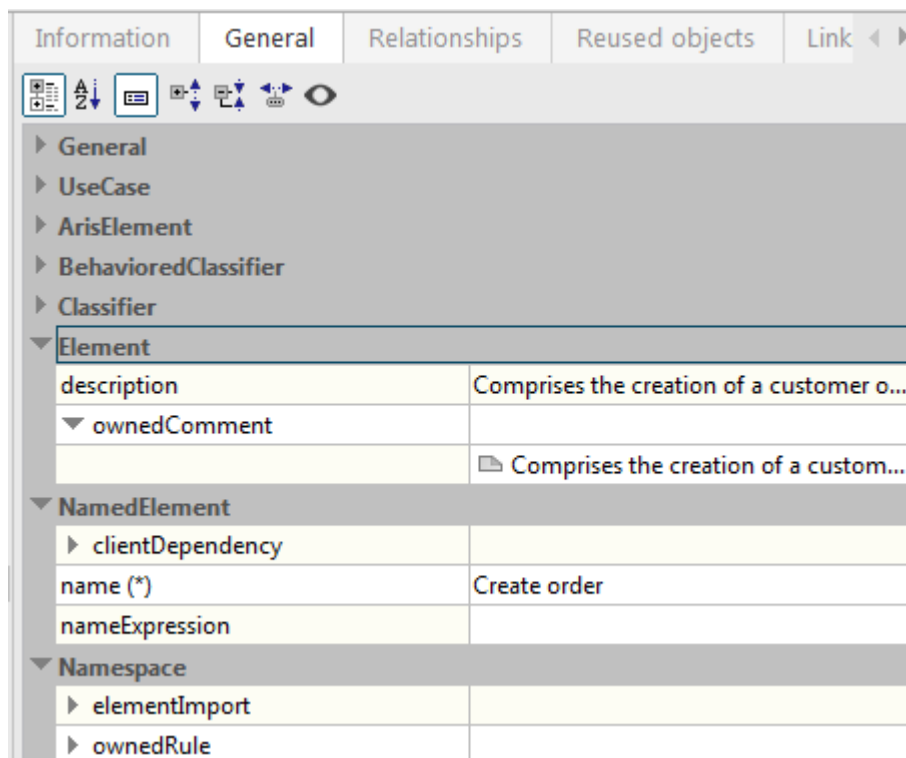 Information General Relationships Reused objects Link
General
UseCase
ArisElement
BehavioredClassifier
Classifier
Element
description Comprises the creation of a customer o...
ownedComment
Comprises the creation of a custom...
NamedElement
clientDependency
name (*) Create order
nameExpression
Namespace
elementImport
ownedRule